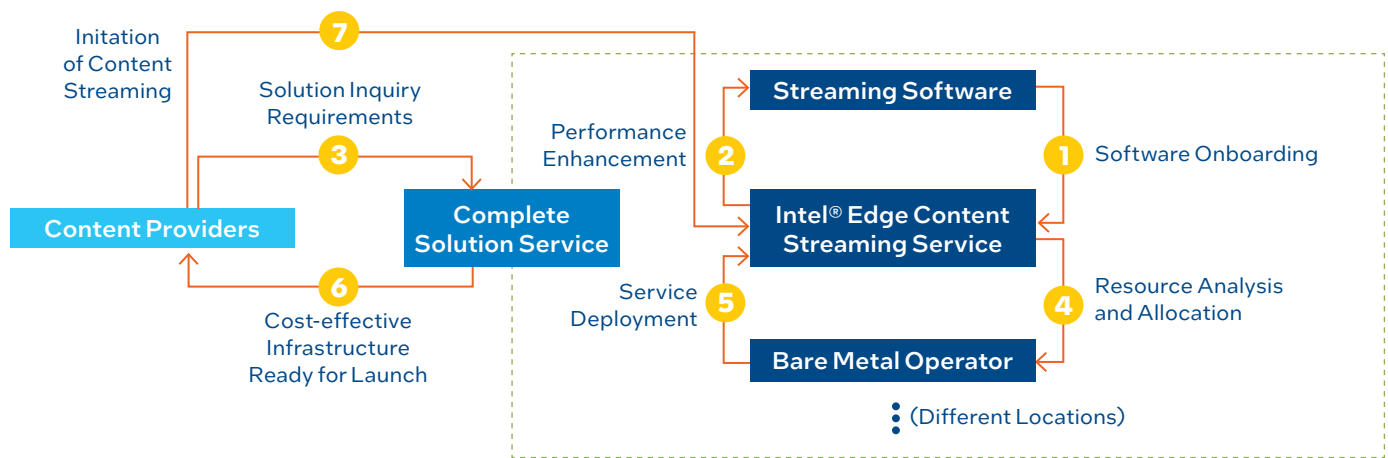 7
Initation
of Content
Streaming
Solution Inquiry
Requirements
3
Content Providers
Complete
Solution Service
6
Cost-effective
Infrastructure
Ready for Launch
Streaming Software
Performance
Enhancement
2
1
Software Onboarding
Intel® Edge Content
Streaming Service
Service
Deployment
5
4
Resource Analysis
and Allocation
Bare Metal Operator
(Different Locations)